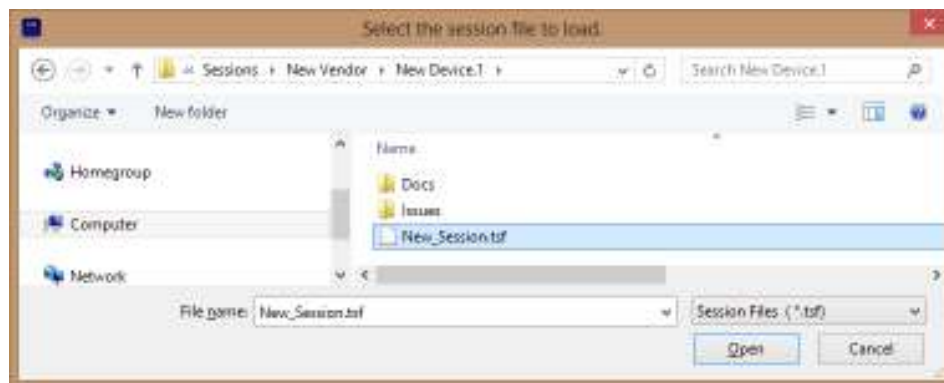 Select the session file to load.
« Sessions ▸ New Vendor ▸ New Device.1 ▸ Search New Device.1
Organize ▾ New folder
Name
Homegroup
Docs
Issues
Computer
New_Session.tsf
Network
File name: New_Session.tsf Session Files (*.tsf)
Open Cancel